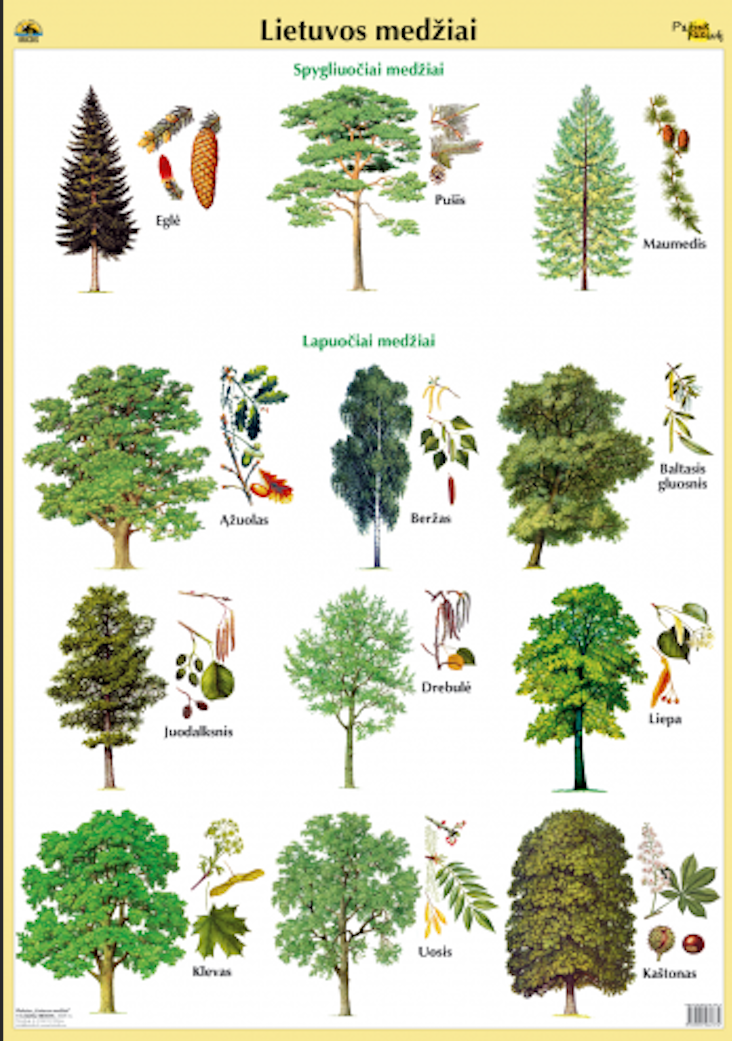 Lietuvos medžiai
Spygliuočiai medžiai
Eglė
Pušis
Maumedis
Lapuočiai medžiai
Ąžuolas
Beržas
Baltasis
gluosnis
Juodalksnis
Drebulė
Liepa
Klevas
Uosis
Kaštonas